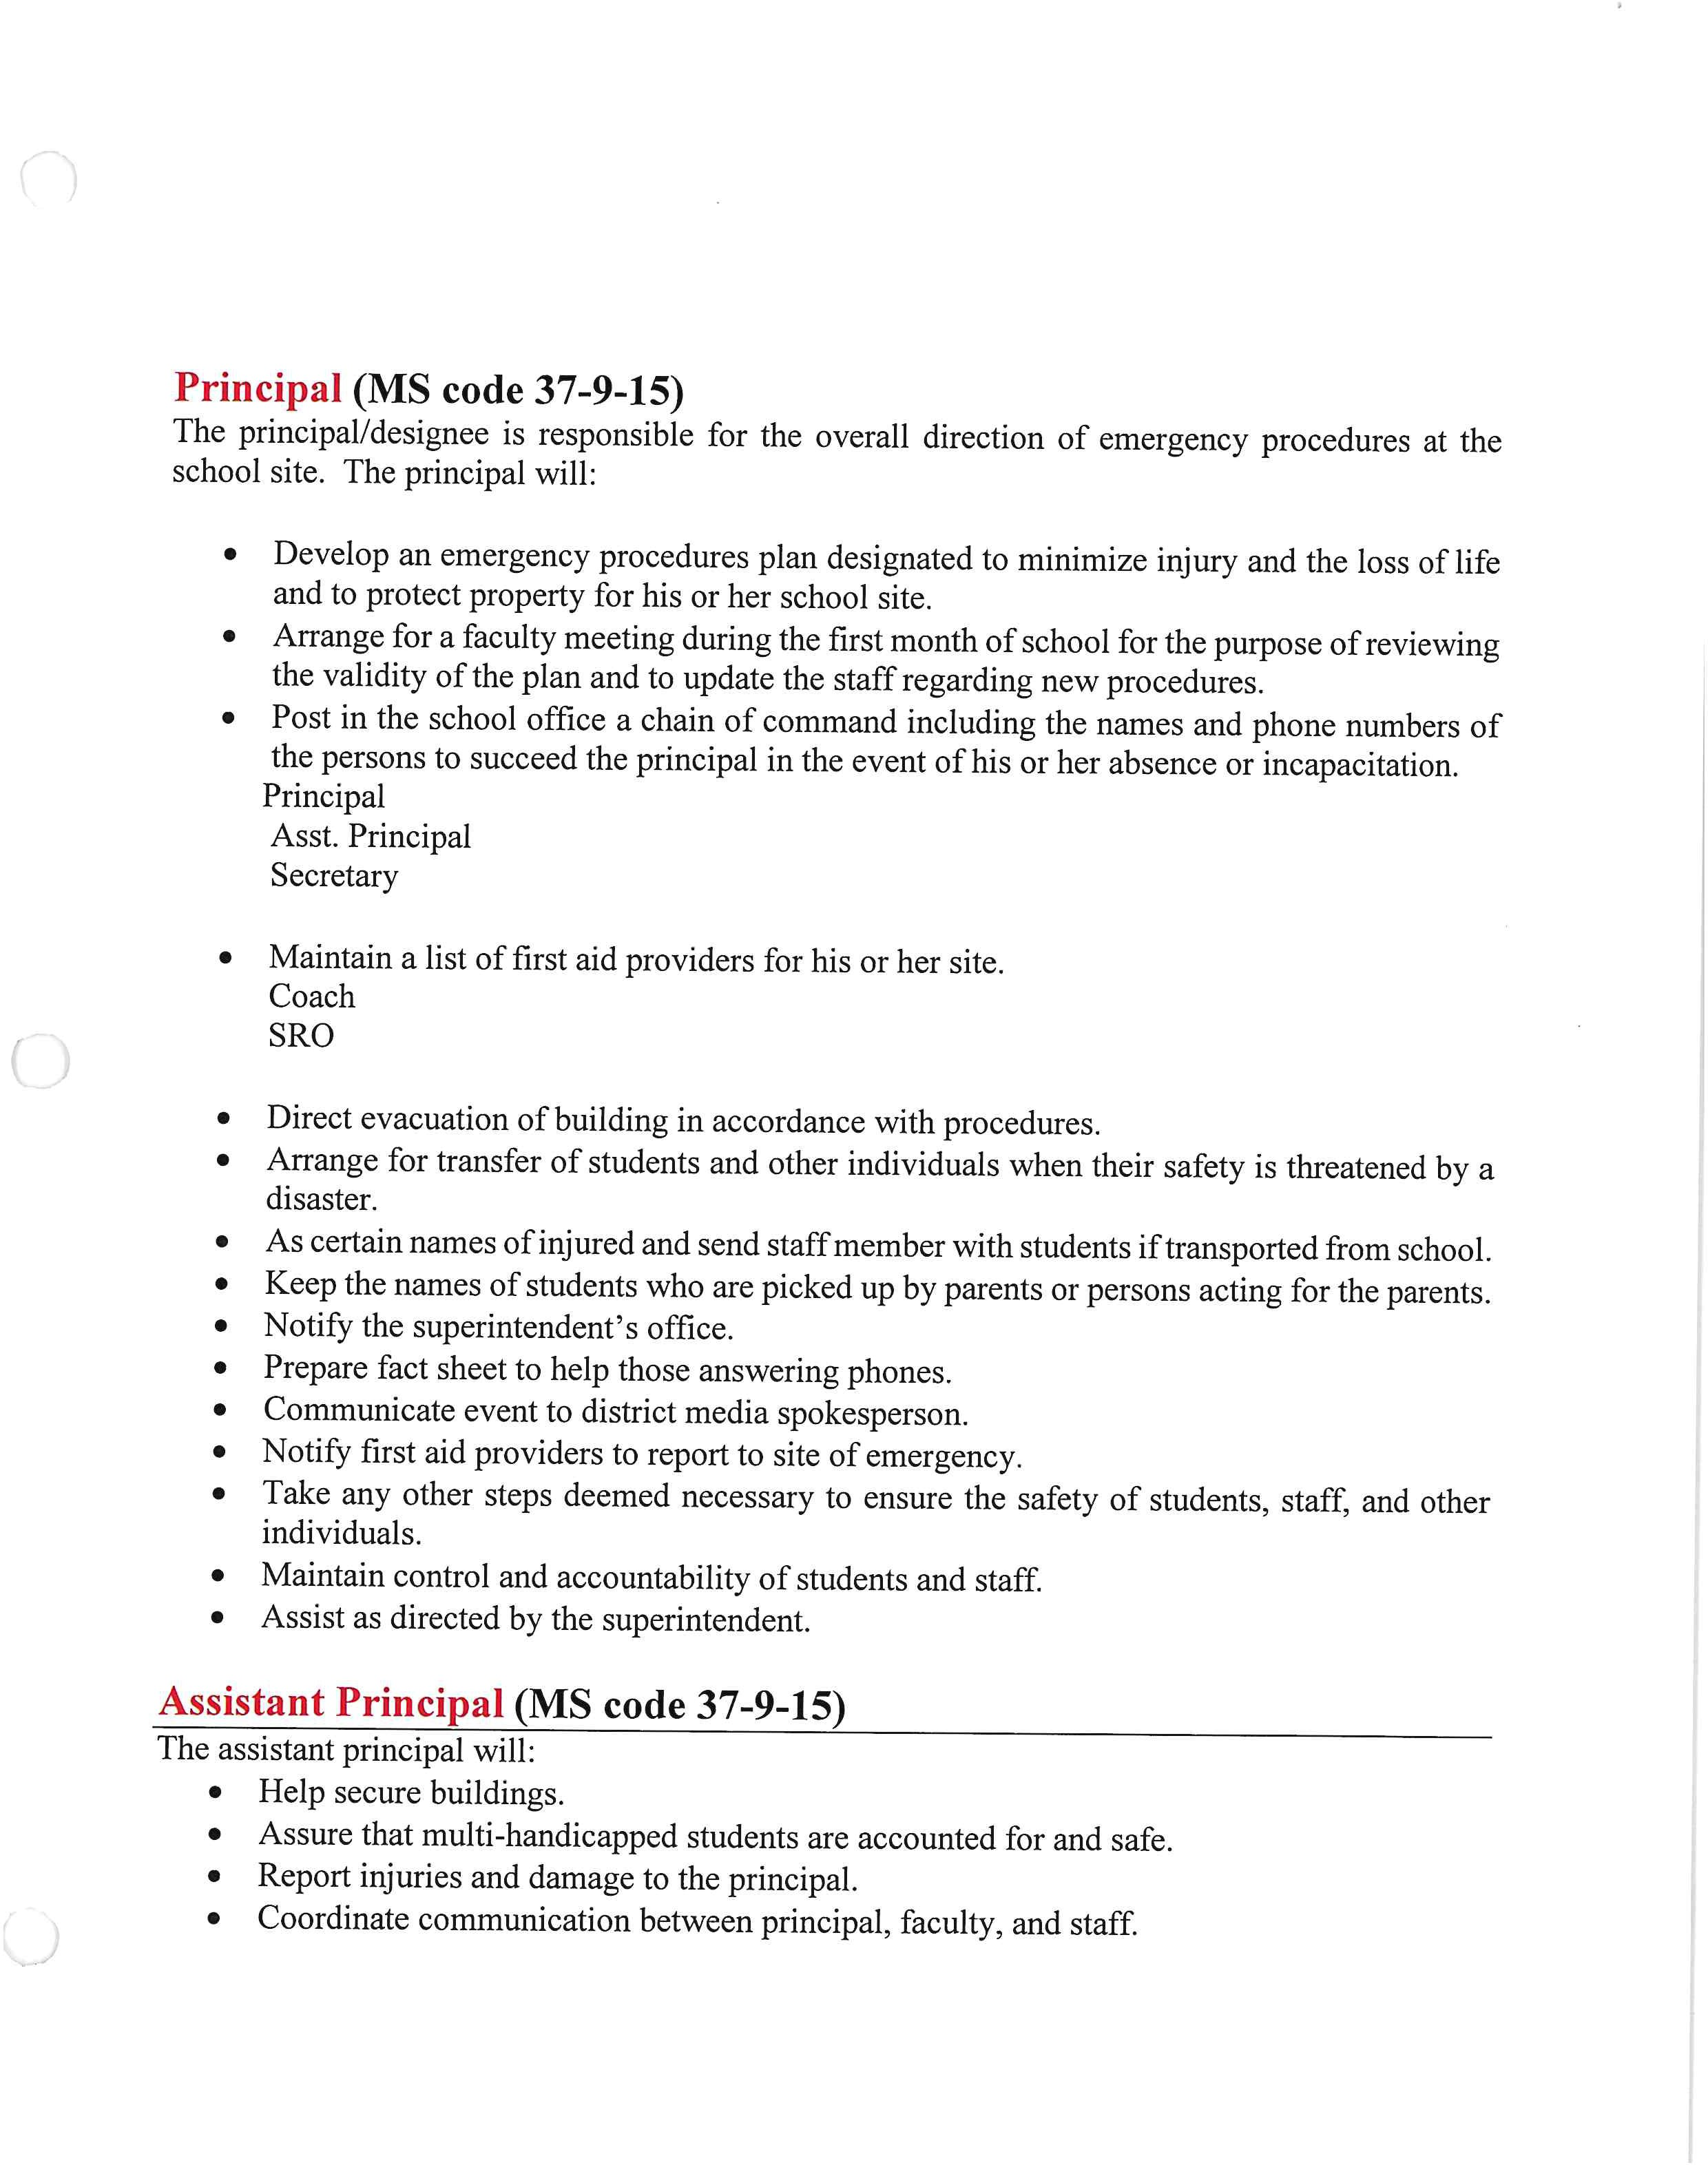 Principal (MS code 37-9-15)
The principal/designee is responsible for the overall direction of emergency procedures at the
school site. The principal will:
• Develop an emergency procedures plan designated to minimize injury and the loss of life
and to protect property for his or her school site.
• Arrange for a faculty meeting during the first month of school for the purpose of reviewing
the validity of the plan and to update the staff regarding new procedures.
• Post in the school office a chain of command including the names and phone numbers of
the persons to succeed the principal in the event of his or her absence or incapacitation.
Principal
Asst. Principal
Secretary
• Maintain a list of first aid providers for his or her site.
Coach
SRO
• Direct evacuation of building in accordance with procedures.
• Arrange for transfer of students and other individuals when their safety is threatened by a
disaster.
• As certain names of injured and send staff member with students if transported from school.
• Keep the names of students who are picked up by parents or persons acting for the parents.
• Notify the superintendent’s office.
• Prepare fact sheet to help those answering phones.
• Communicate event to district media spokesperson.
• Notify first aid providers to report to site of emergency.
• Take any other steps deemed necessary to ensure the safety of students, staff, and other
individuals.
• Maintain control and accountability of students and staff.
• Assist as directed by the superintendent.
Assistant Principal (MS code 37-9-15)
The assistant principal will:
• Help secure buildings.
• Assure that multi-handicapped students are accounted for and safe.
• Report injuries and damage to the principal.
• Coordinate communication between principal, faculty, and staff.